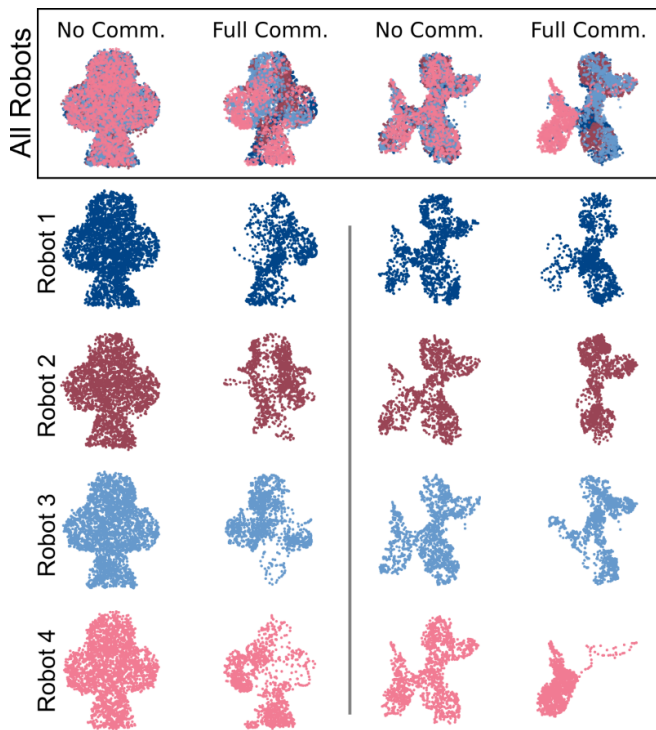 No Comm.
Full Comm.
No Comm.
Full Comm.
All Robots
Robot 1
Robot 2
Robot 3
Robot 4